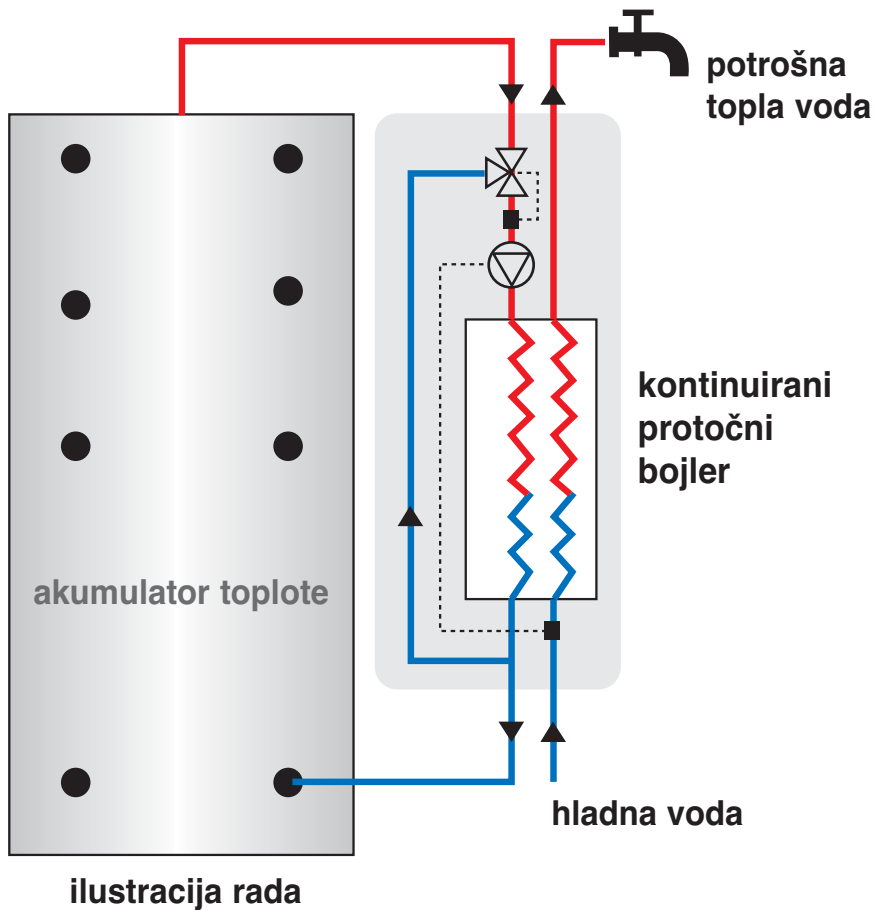 potrošna
topla voda
kontinuirani
protočni
bojler
akumulator toplote
hladna voda
ilustracija rada